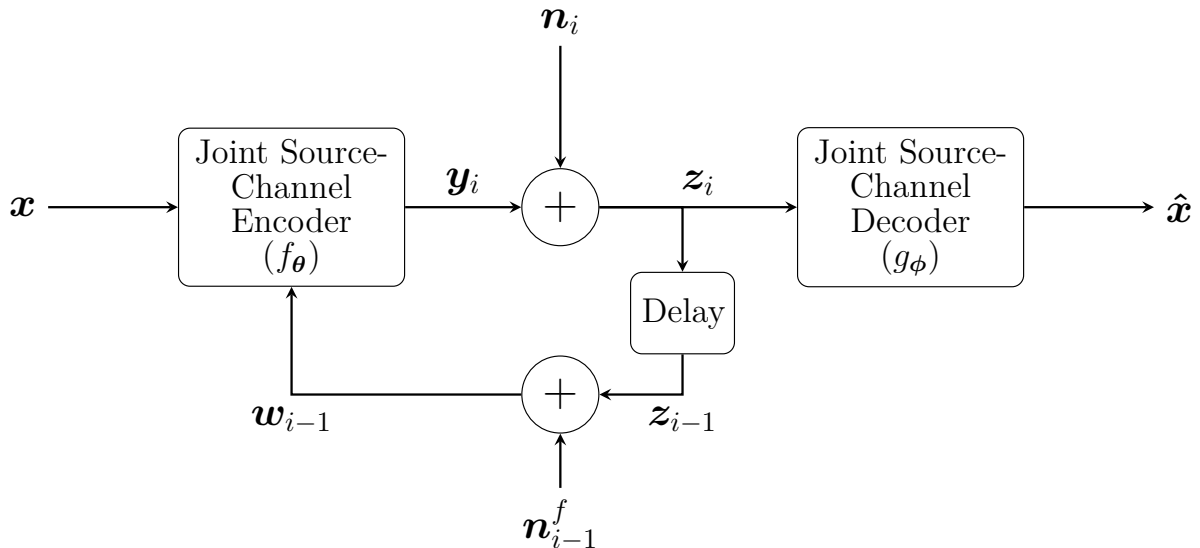 n_i
x
Joint Source-
Channel
Encoder
(f_θ)
y_i
+
z_i
Joint Source-
Channel
Decoder
(g_ϕ)
x̂
Delay
w_{i−1}
+
z_{i−1}
n^f_{i−1}